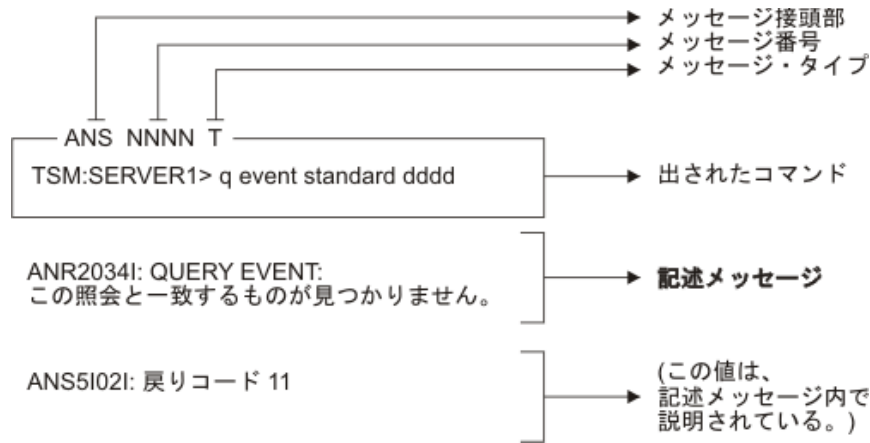 メッセージ接頭部
メッセージ番号
メッセージ・タイプ
ANS NNNN T
TSM:SERVER1> q event standard dddd
出されたコマンド
ANR2034I: QUERY EVENT:
この照会と一致するものが見つかりません。
記述メッセージ
ANS5I02I: 戻りコード 11
(この値は、
記述メッセージ内で
説明されている。)